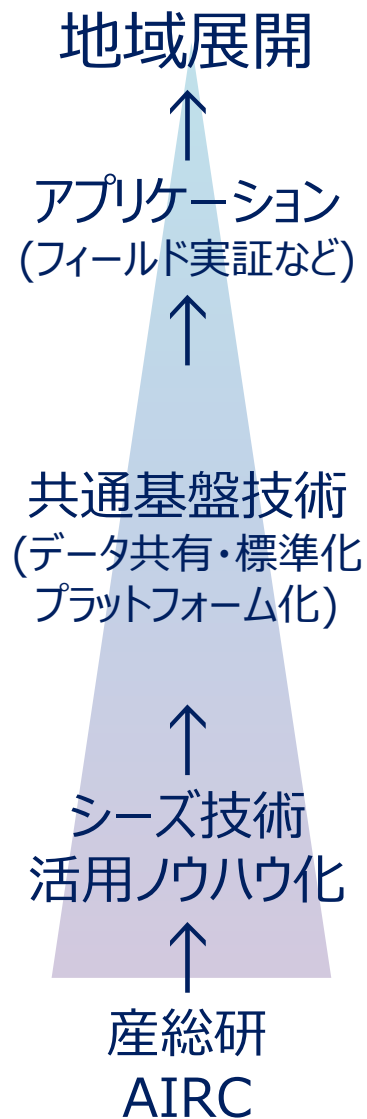 地域展開
↑
アプリケーション
(フィールド実証など)
↑
共通基盤技術
(データ共有・標準化
プラットフォーム化)
↑
シーズ技術
活用ノウハウ化
↑
産総研
AIRC